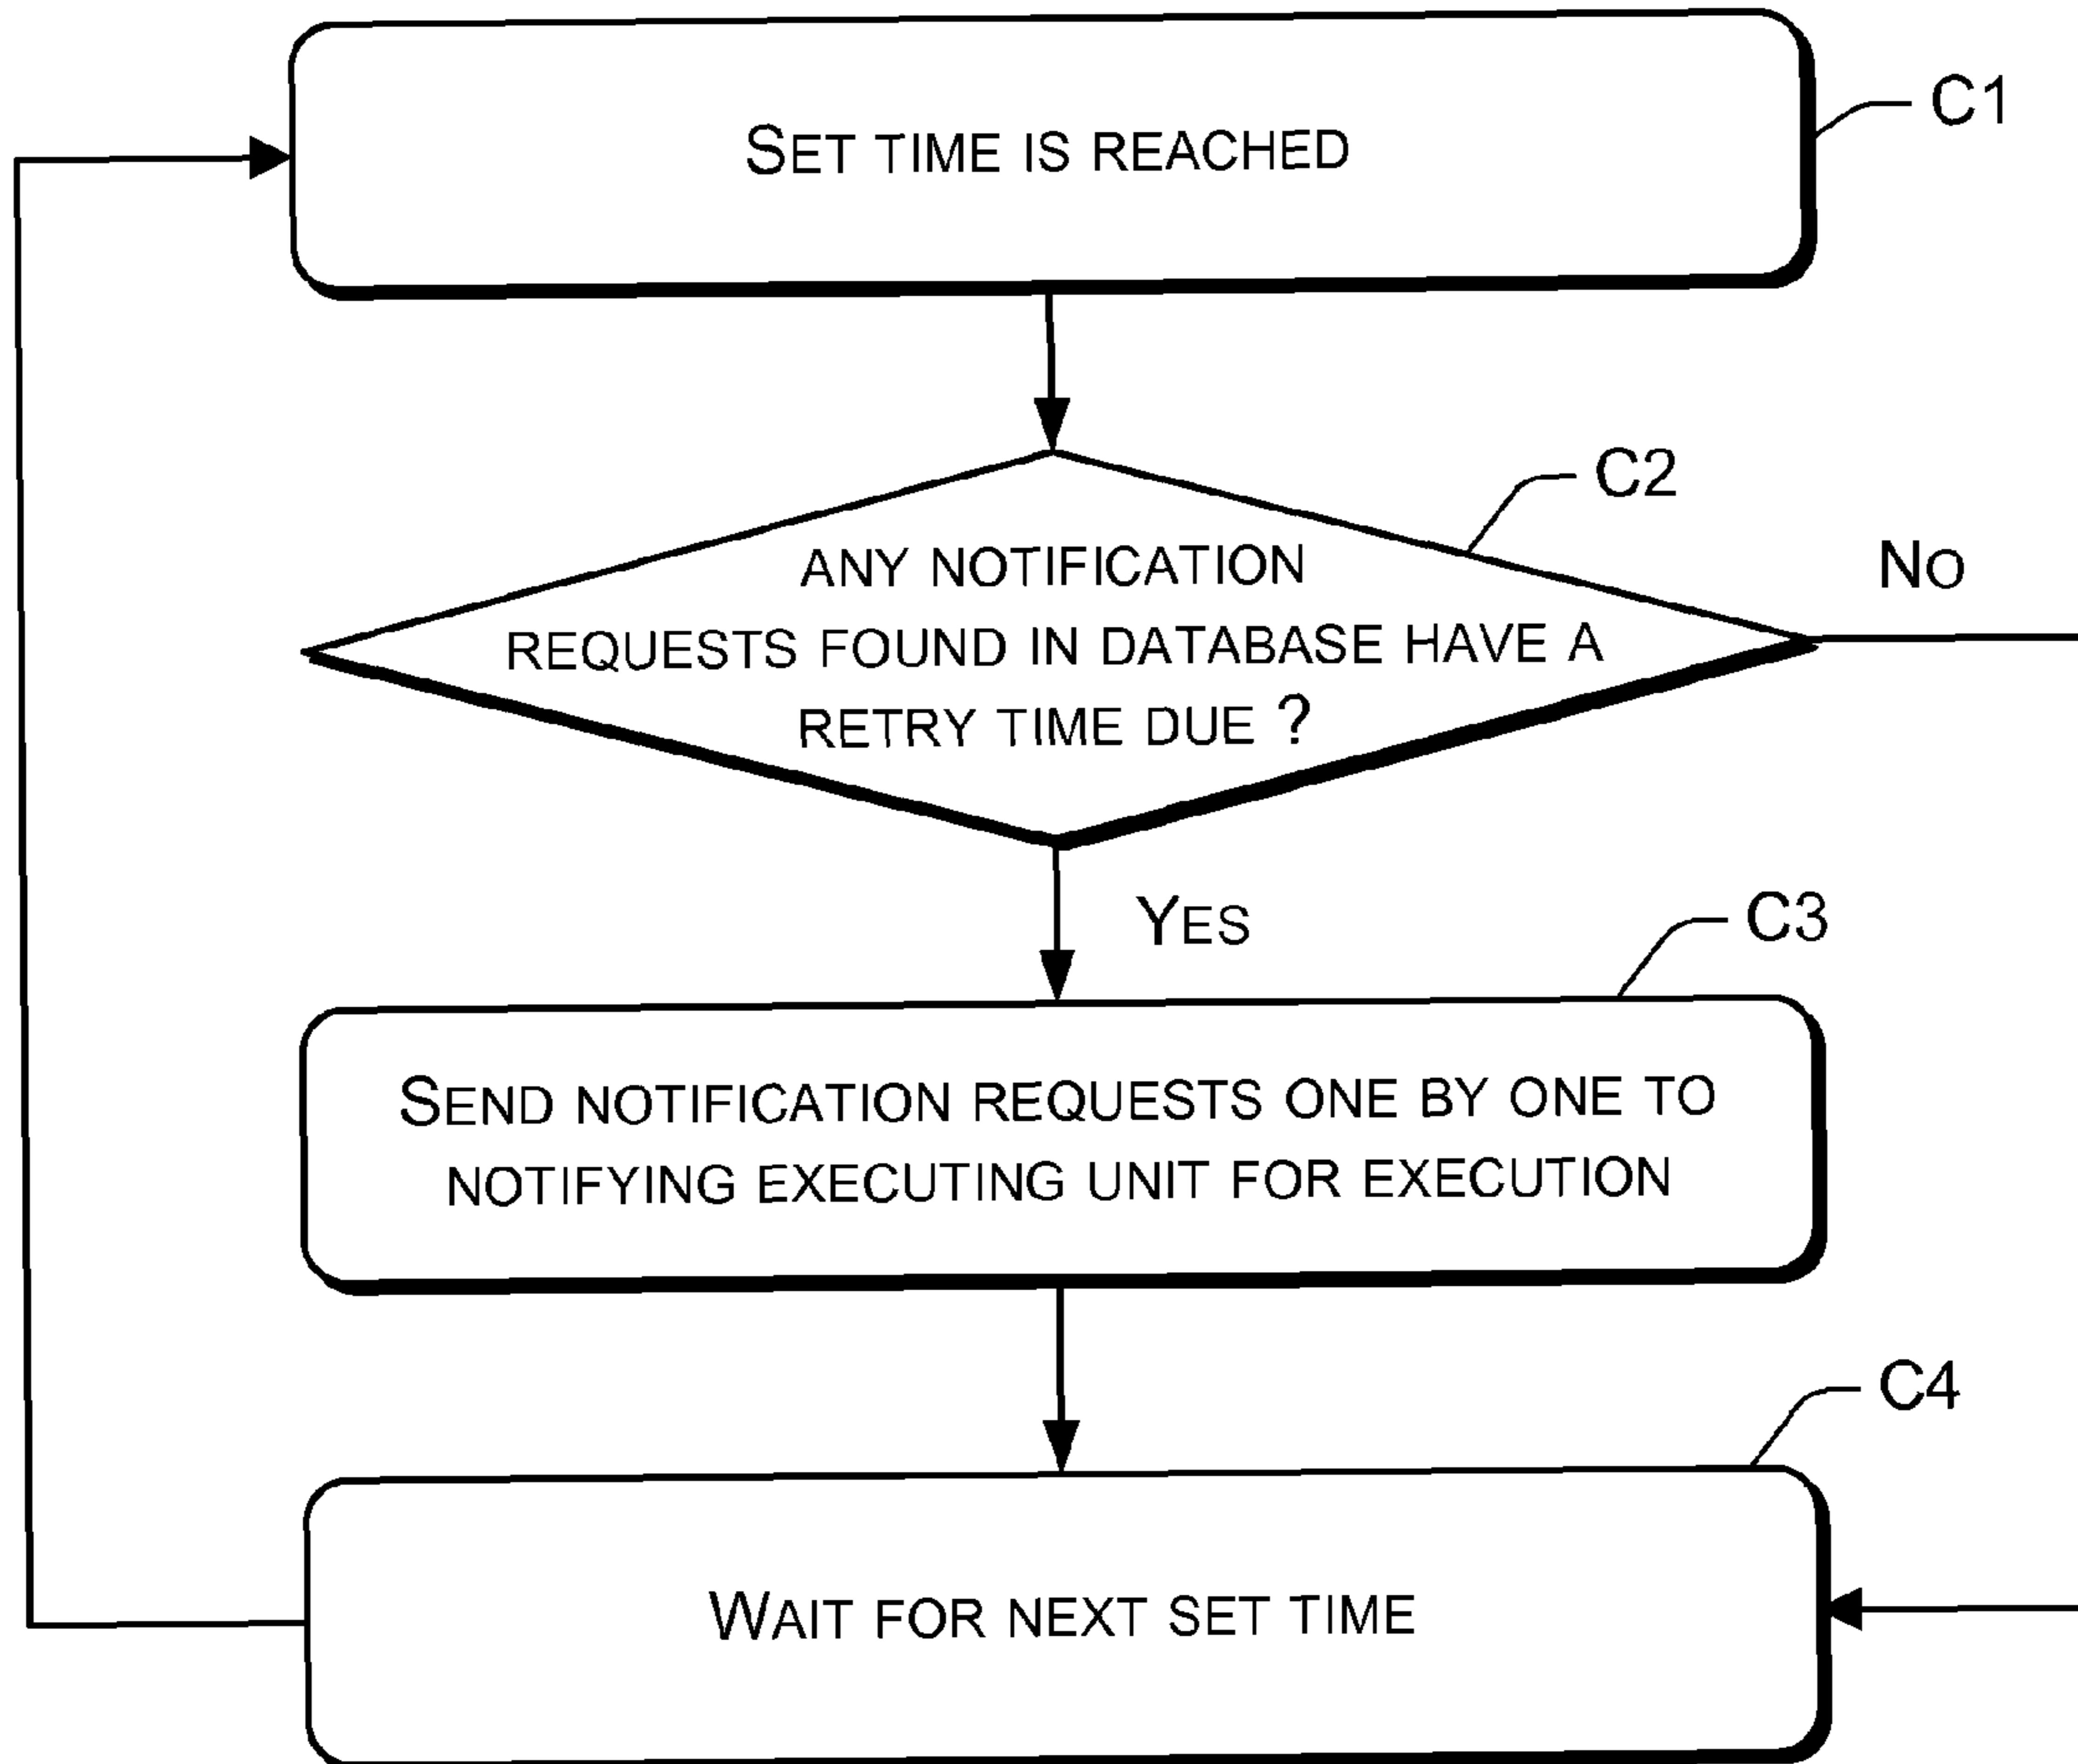 SET TIME IS REACHED
C1
C2
ANY NOTIFICATION
REQUESTS FOUND IN DATABASE HAVE A
RETRY TIME DUE ?
NO
YES
C3
SEND NOTIFICATION REQUESTS ONE BY ONE TO
NOTIFYING EXECUTING UNIT FOR EXECUTION
C4
WAIT FOR NEXT SET TIME